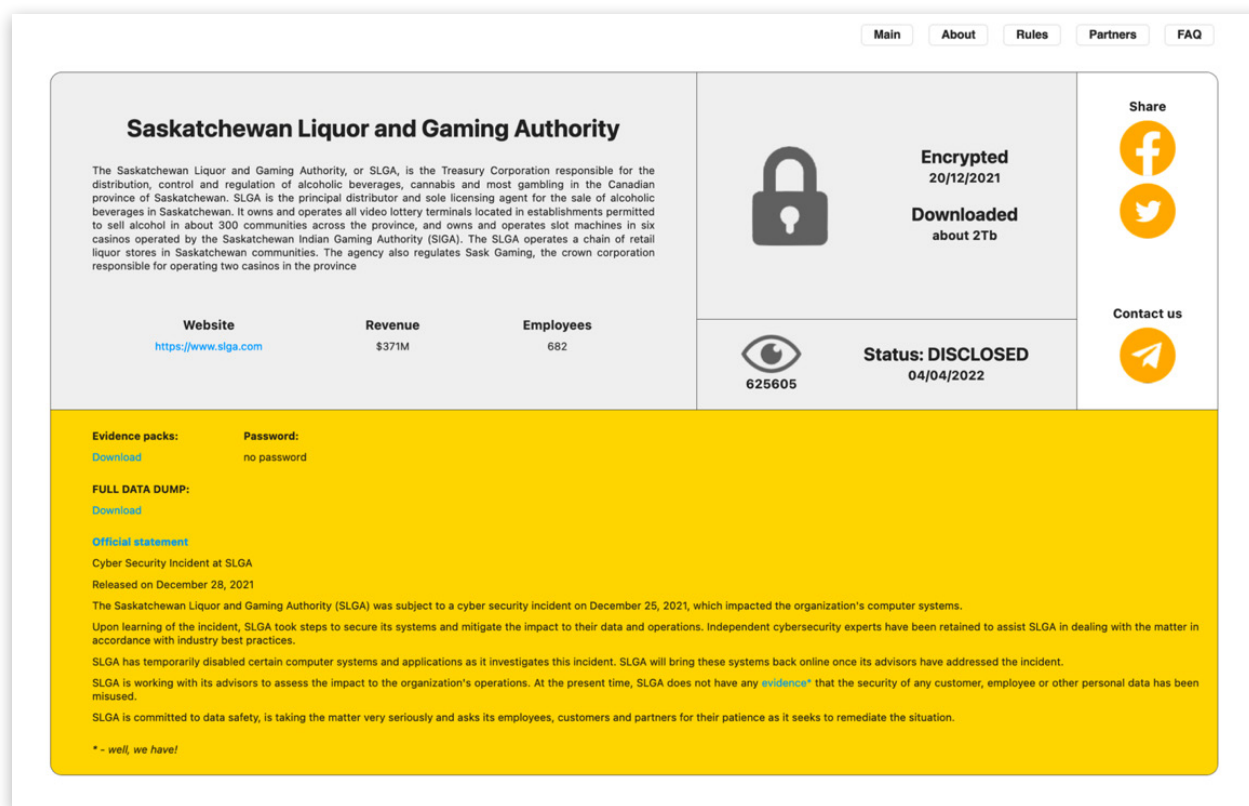 Main About Rules Partners FAQ
Saskatchewan Liquor and Gaming Authority
The Saskatchewan Liquor and Gaming Authority, or SLGA, is the Treasury Corporation responsible for the
distribution, control and regulation of alcoholic beverages, cannabis and most gambling in the Canadian
province of Saskatchewan. SLGA is the principal distributor and sole licensing agent for the sale of alcoholic
beverages in Saskatchewan. It owns and operates all video lottery terminals located in establishments permitted
to sell alcohol in about 300 communities across the province, and owns and operates slot machines in six
casinos operated by the Saskatchewan Indian Gaming Authority (SIGA). The SLGA operates a chain of retail
liquor stores in Saskatchewan communities. The agency also regulates Sask Gaming, the crown corporation
responsible for operating two casinos in the province
Website Revenue Employees
https://www.slga.com $371M 682
Encrypted
20/12/2021
Downloaded
about 2Tb
625605
Status: DISCLOSED
04/04/2022
Share
Contact us
Evidence packs: Password:
Download no password
FULL DATA DUMP:
Download
Official statement
Cyber Security Incident at SLGA
Released on December 28, 2021
The Saskatchewan Liquor and Gaming Authority (SLGA) was subject to a cyber security incident on December 25, 2021, which impacted the organization's computer systems.
Upon learning of the incident, SLGA took steps to secure its systems and mitigate the impact to their data and operations. Independent cybersecurity experts have been retained to assist SLGA in dealing with the matter in
accordance with industry best practices.
SLGA has temporarily disabled certain computer systems and applications as it investigates this incident. SLGA will bring these systems back online once its advisors have addressed the incident.
SLGA is working with its advisors to assess the impact to the organization's operations. At the present time, SLGA does not have any evidence* that the security of any customer, employee or other personal data has been
misused.
SLGA is committed to data safety, is taking the matter very seriously and asks its employees, customers and partners for their patience as it seeks to remediate the situation.
* - well, we have!